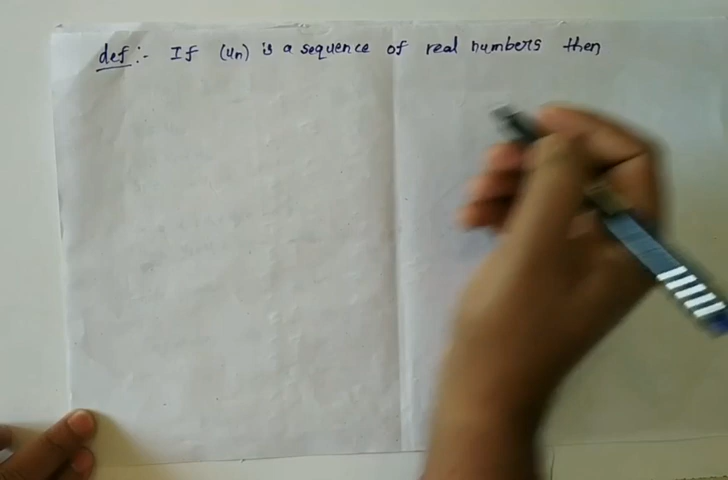 def :- If (un) is a sequence of real numbers then